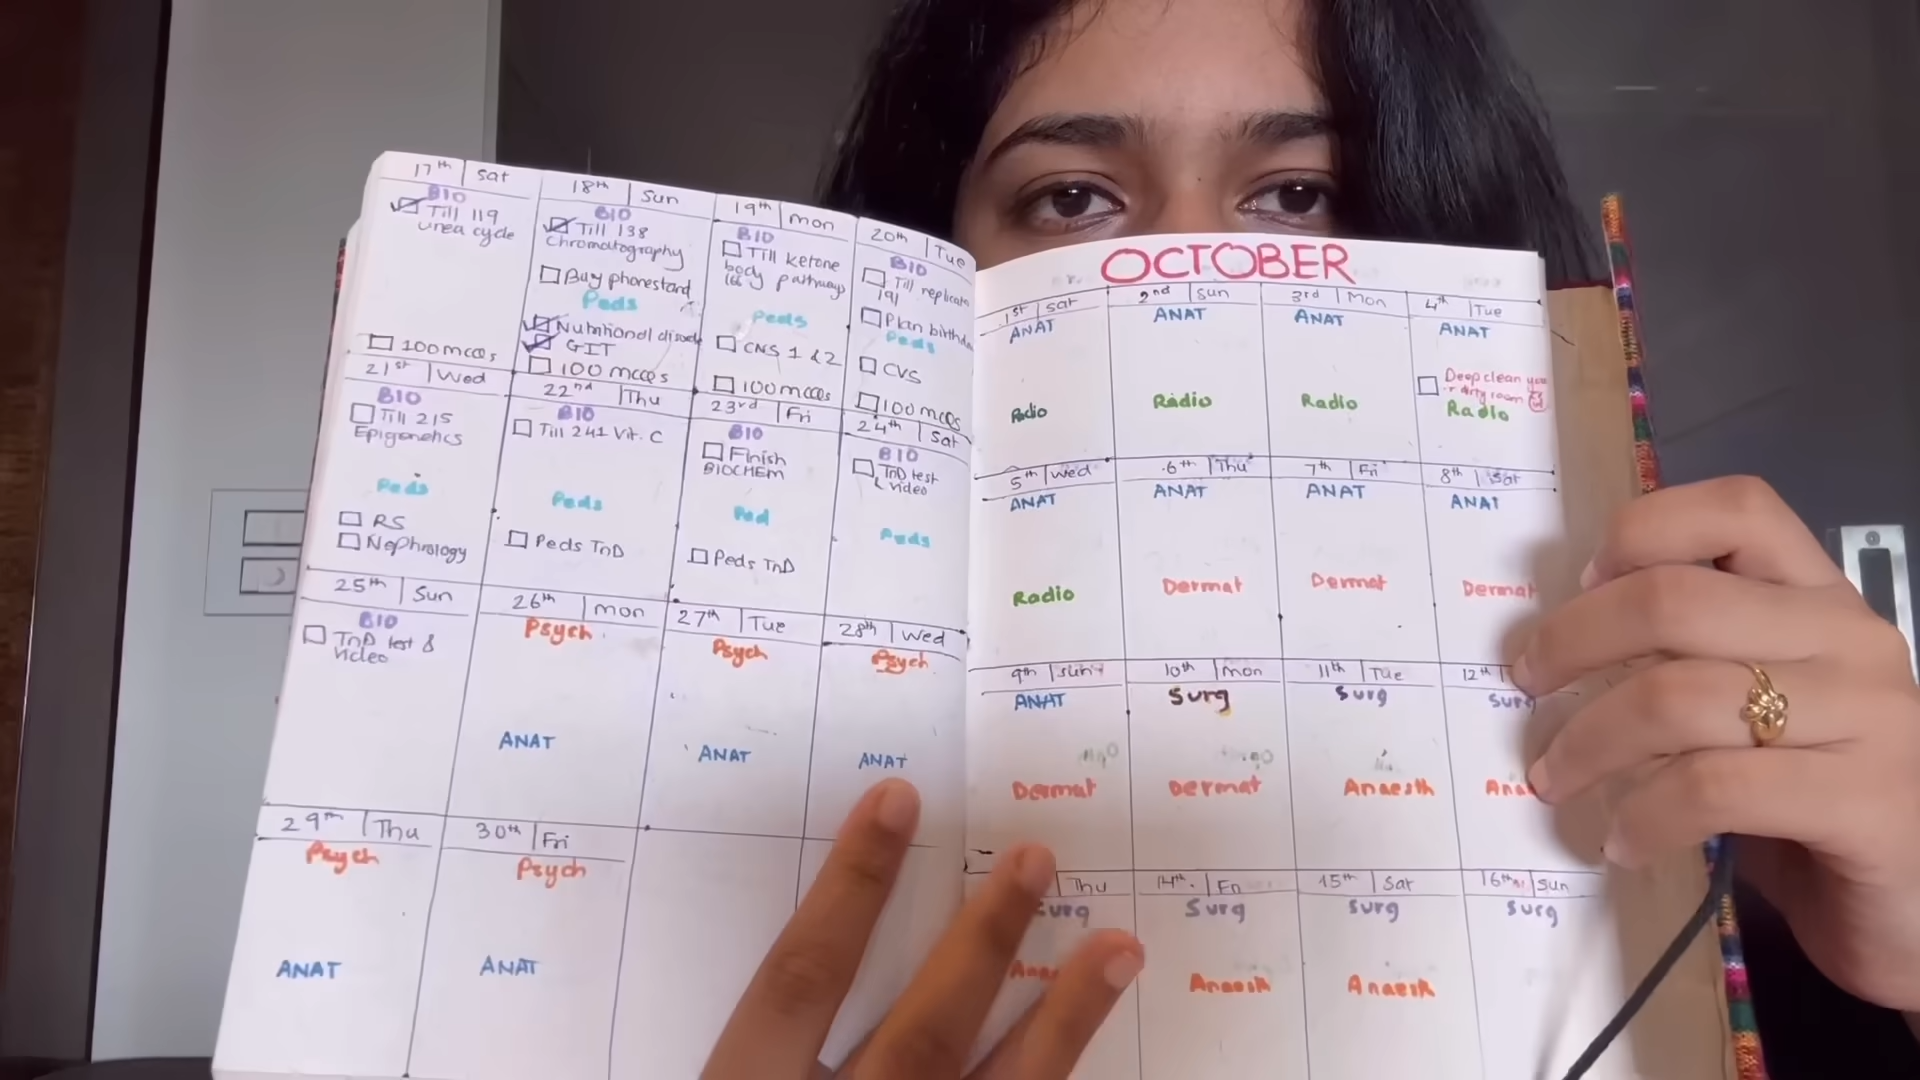 17th | Sat
BIO
Till 119
urea cycle
100 mcqs
18th | Sun
BIO
Till 138
chromatography
Buy phonestand
Peds
Nutritional
GIT
100 mcqs
19th | mon
BIO
Till ketone
body pathways
166
Peds
CNS 1 & 2
100 mcqs
20th | Tue
BIO
Till
191
Plan
Peds
CVS
100 mcqs
21st | Wed
BIO
Till 215
Epigenetics
Peds
RS
Nephrology
22nd | Thu
BIO
Till 241 Vit. C
Peds
Peds TnD
23rd | Fri
BIO
Finish
BIOCHEM
Ped
Peds TnD
24th | Sat
BIO
TnD test
& video
Peds
25th | Sun
BIO
TnD test &
video
26th | mon
Psych
ANAT
27th | Tue
Psych
ANAT
28th | Wed
Psych
ANAT
29th | Thu
Psych
ANAT
30th | Fri
Psych
ANAT
OCTOBER
1st | Sat
ANAT
Radio
2nd | Sun
ANAT
Radio
3rd | Mon
ANAT
Radio
4th | Tue
ANAT
Deep clean
dirty room
Radio
5th | Wed
ANAT
Radio
6th | Thu
ANAT
Dermat
7th | Fri
ANAT
Dermat
8th | Sat
ANAT
Dermat
9th | Sun
ANAT
Dermat
10th | mon
Surg
Dermat
11th | Tue
Surg
Anaesth
12th
Surg
Thu
Surg
14th | Fri
Surg
Anaesth
15th | Sat
Surg
Anaesth
16th | Sun
Surg